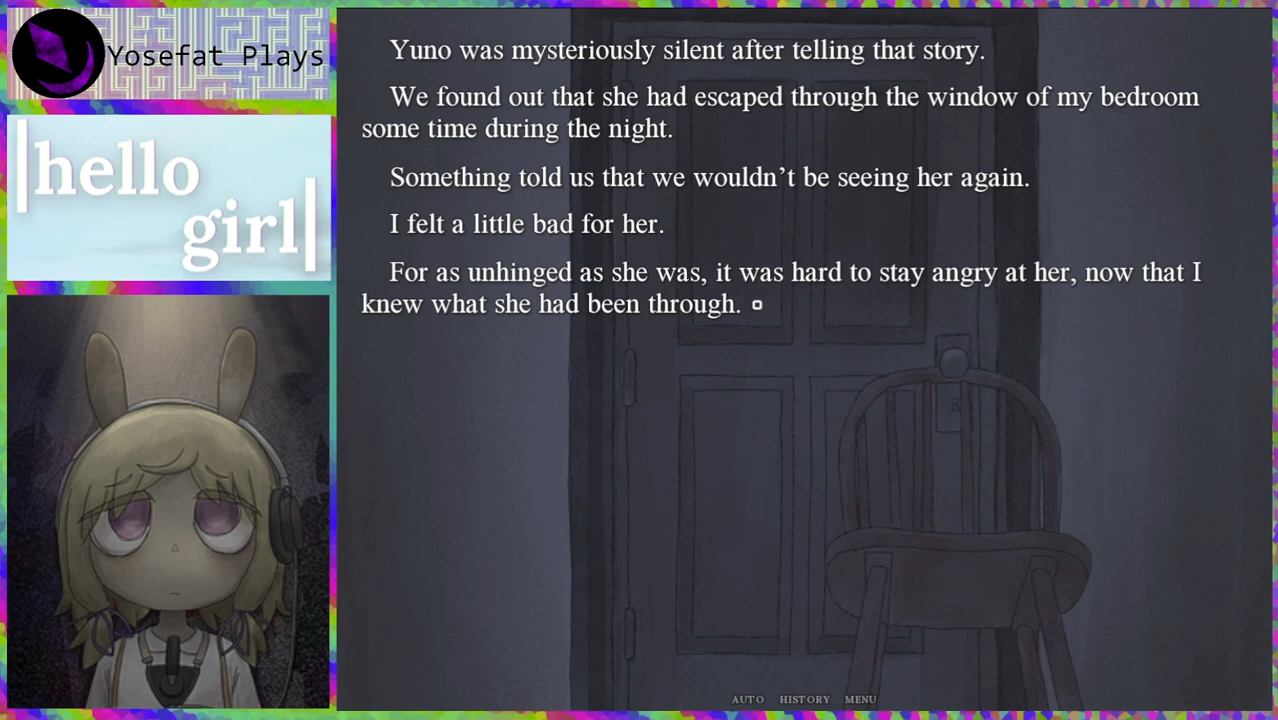 Yosefat Plays
|hello
girl|
Yuno was mysteriously silent after telling that story.
We found out that she had escaped through the window of my bedroom
some time during the night.
Something told us that we wouldn’t be seeing her again.
I felt a little bad for her.
For as unhinged as she was, it was hard to stay angry at her, now that I
knew what she had been through.
AUTO HISTORY MENU